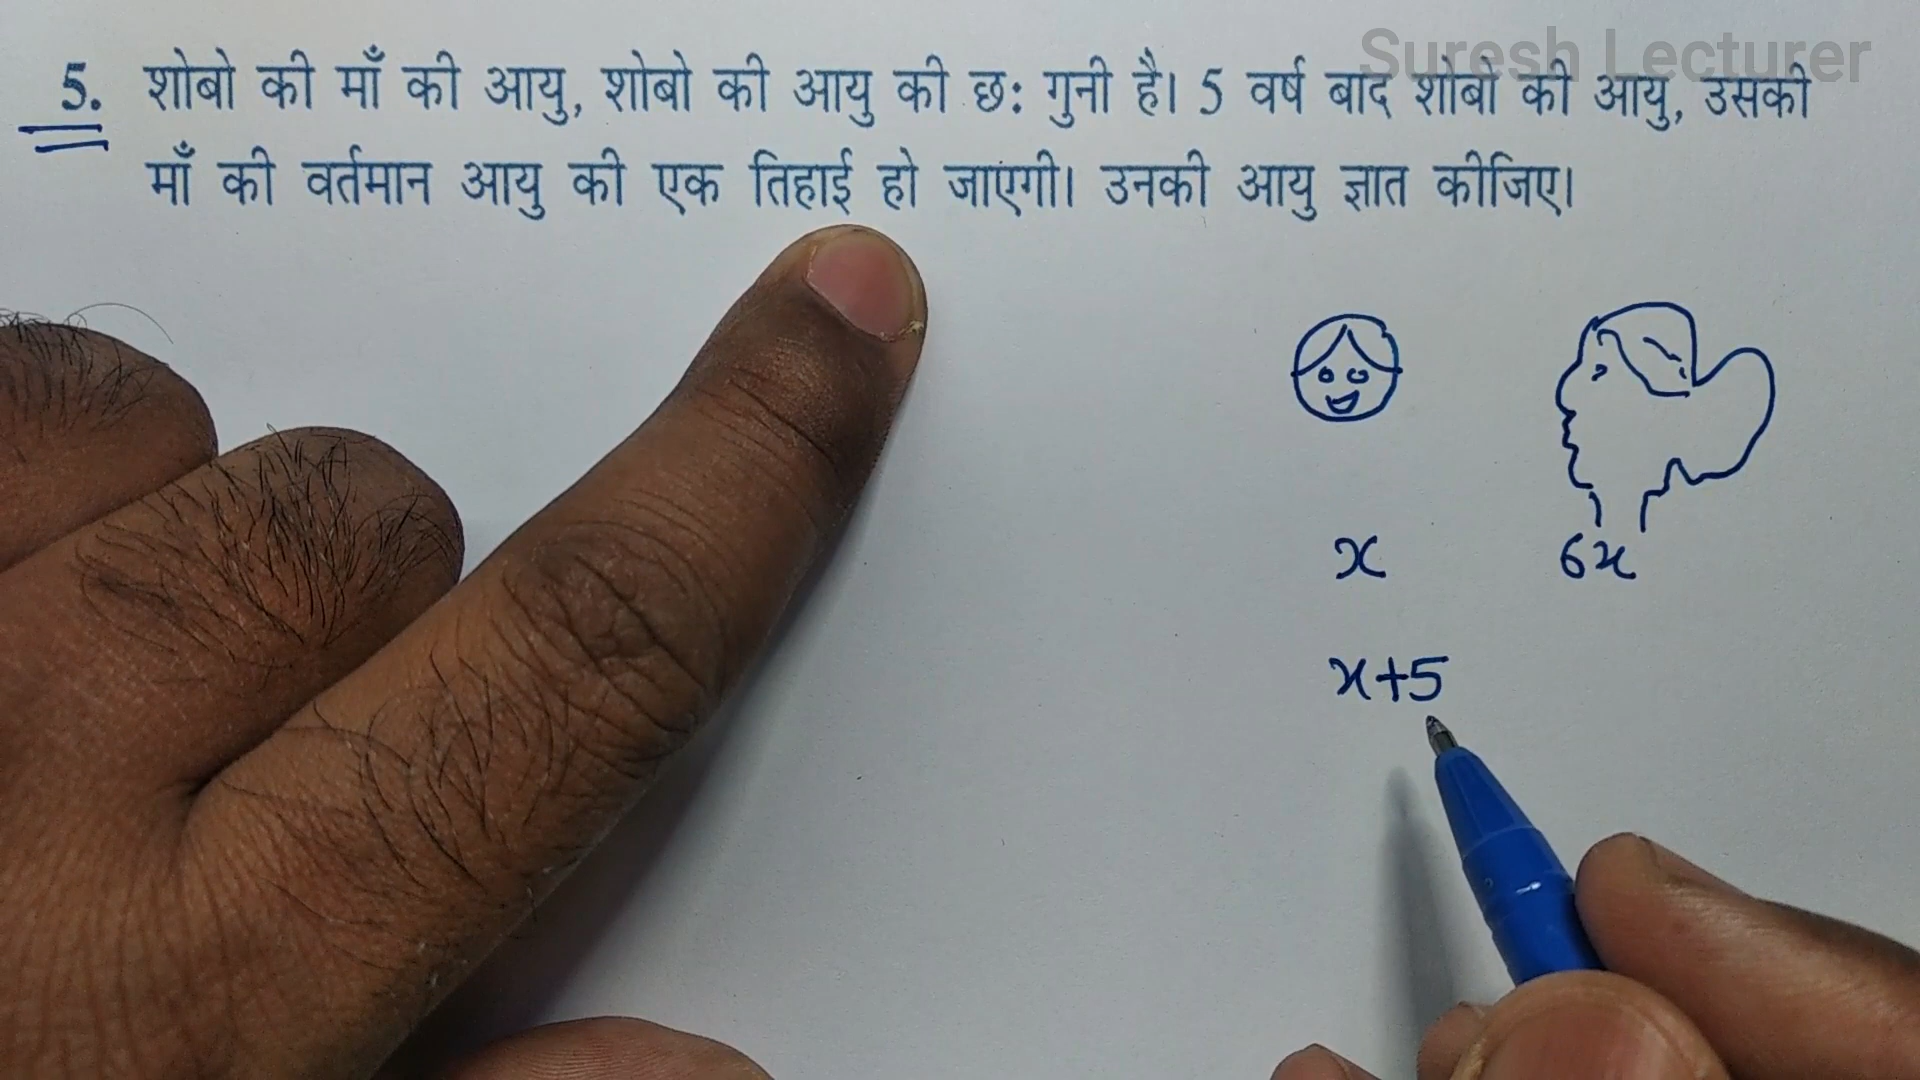 Suresh Lecturer
5. शोबो की माँ की आयु, शोबो की आयु की छ: गुनी है। 5 वर्ष बाद शोबो की आयु, उसकी
माँ की वर्तमान आयु की एक तिहाई हो जाएगी। उनकी आयु ज्ञात कीजिए।
x 6x
x+5